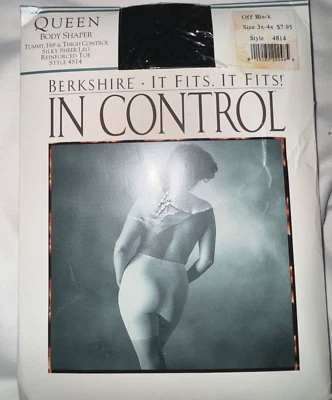 QUEEN
BODY SHAPER
TUMMY, HIP & THIGH CONTROL
SILKY SHEER LEG
REINFORCED TOE
STYLE 4814
Off Black
Size 3x-4x $7.95
Style 4814
BERKSHIRE · IT FITS. IT FITS!
IN CONTROL